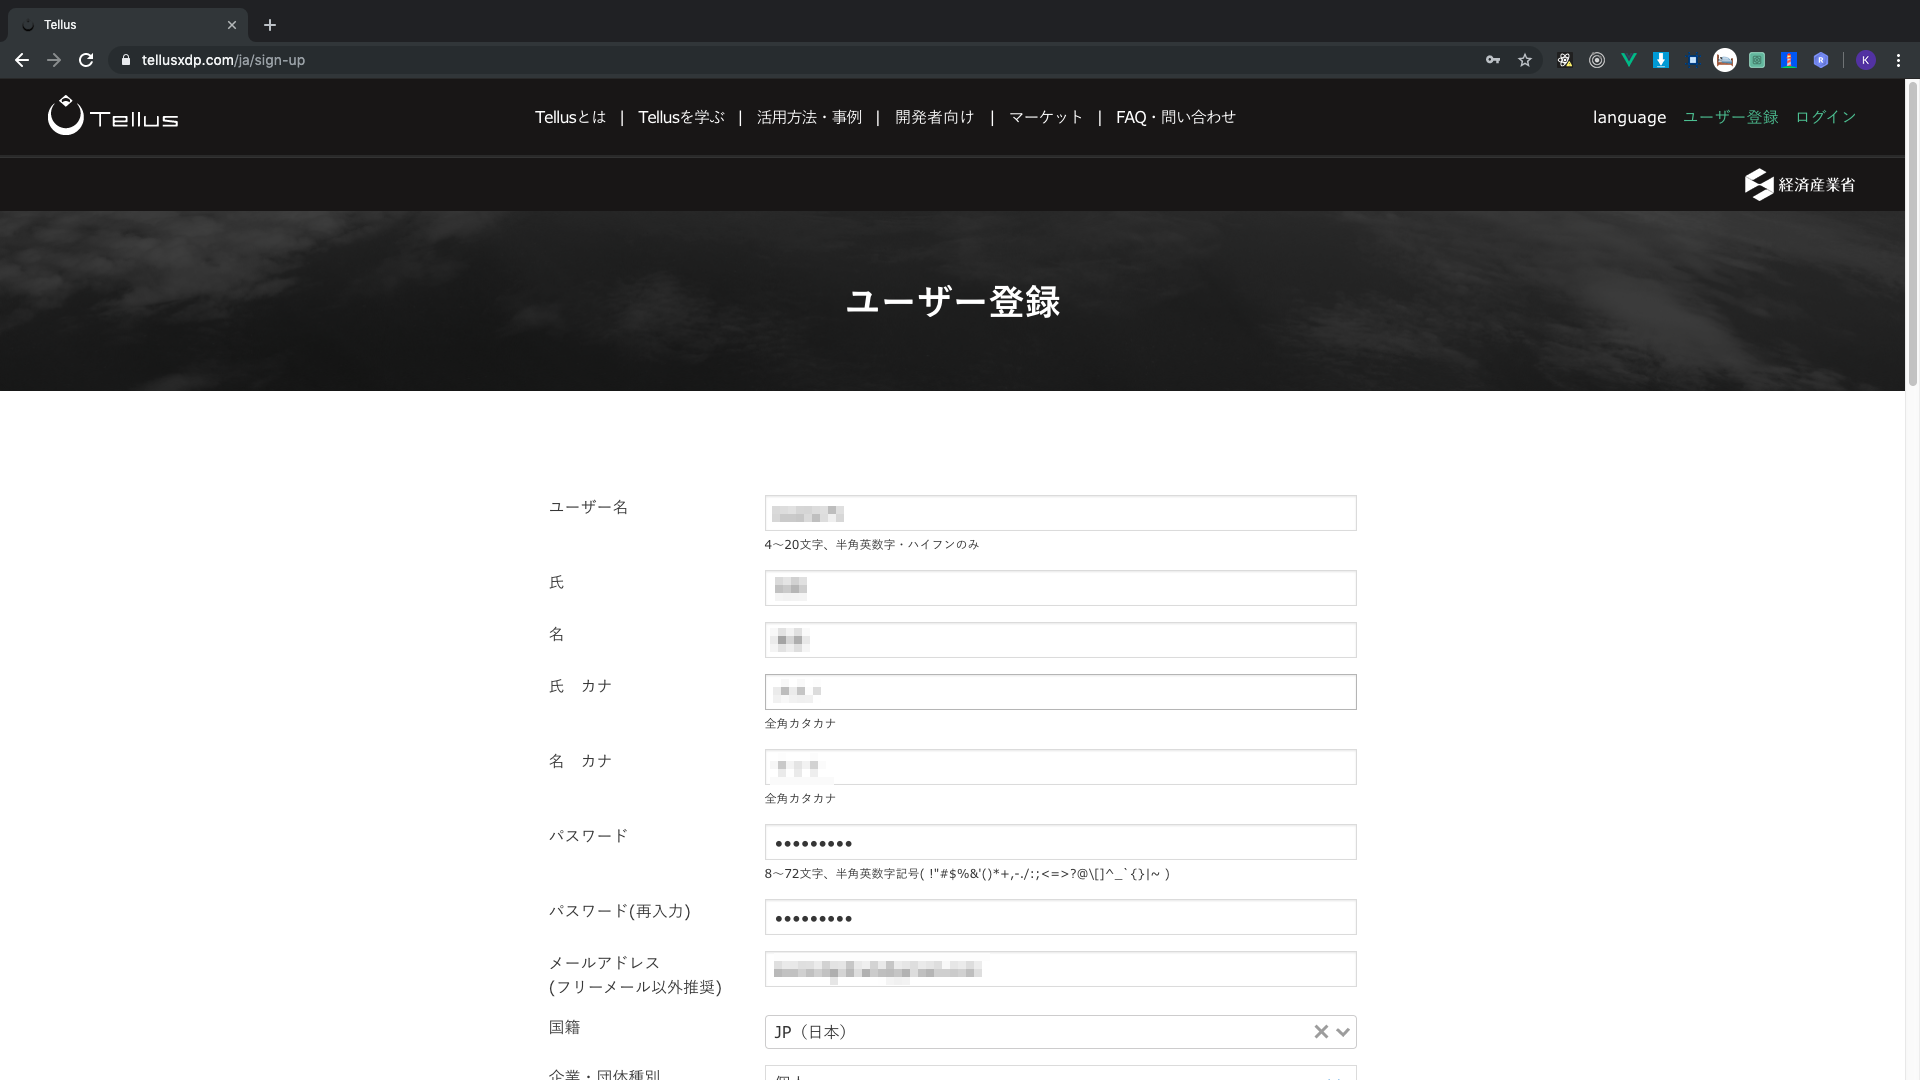 Tellus
tellusxdp.com/ja/sign-up
K
Tellus
Tellusとは | Tellusを学ぶ | 活用方法・事例 | 開発者向け | マーケット | FAQ・問い合わせ
language ユーザー登録 ログイン
経済産業省
ユーザー登録
ユーザー名
4〜20文字、半角英数字・ハイフンのみ
氏
名
氏　カナ
全角カタカナ
名　カナ
全角カタカナ
パスワード
•••••••••
8〜72文字、半角英数字記号( !"#$%&'()*+,-./:;<=>?@\[]^_`{}|~ )
パスワード(再入力)
•••••••••
メールアドレス
(フリーメール以外推奨)
国籍
JP（日本）
企業・団体種別
個人